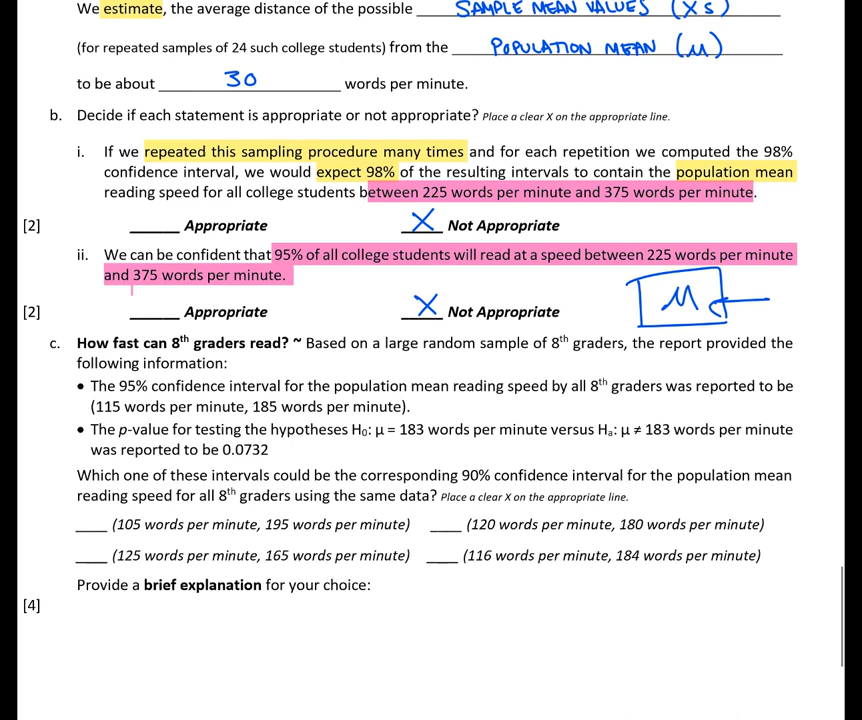 We estimate, the average distance of the possible SAMPLE MEAN VALUES (X̄s)
(for repeated samples of 24 such college students) from the POPULATION MEAN (μ)
to be about 30 words per minute.
b. Decide if each statement is appropriate or not appropriate? Place a clear X on the appropriate line.
i. If we repeated this sampling procedure many times and for each repetition we computed the 98%
confidence interval, we would expect 98% of the resulting intervals to contain the population mean
reading speed for all college students between 225 words per minute and 375 words per minute.
[2] ______ Appropriate X Not Appropriate
ii. We can be confident that 95% of all college students will read at a speed between 225 words per minute
and 375 words per minute.
[2] ______ Appropriate X Not Appropriate μ
c. How fast can 8th graders read? ~ Based on a large random sample of 8th graders, the report provided the
following information:
• The 95% confidence interval for the population mean reading speed by all 8th graders was reported to be
(115 words per minute, 185 words per minute).
• The p-value for testing the hypotheses H₀: μ = 183 words per minute versus Hₐ: μ ≠ 183 words per minute
was reported to be 0.0732
Which one of these intervals could be the corresponding 90% confidence interval for the population mean
reading speed for all 8th graders using the same data? Place a clear X on the appropriate line.
____ (105 words per minute, 195 words per minute) ____ (120 words per minute, 180 words per minute)
____ (125 words per minute, 165 words per minute) ____ (116 words per minute, 184 words per minute)
Provide a brief explanation for your choice:
[4]